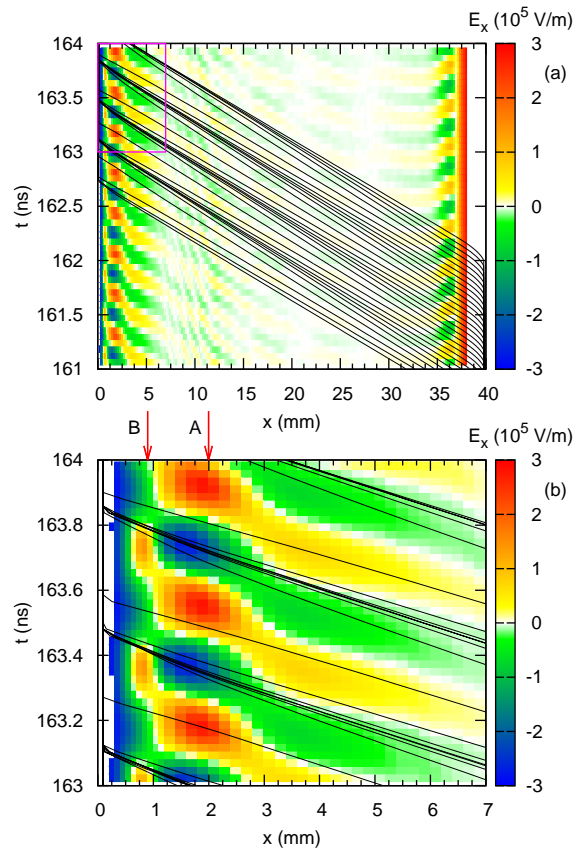 E_x (10^5 V/m)
164
163.5
163
162.5
162
161.5
161
t (ns)
(a)
3
2
1
0
-1
-2
-3
0 5 10 15 20 25 30 35 40
x (mm)
B A
E_x (10^5 V/m)
164
163.8
163.6
163.4
163.2
163
t (ns)
(b)
3
2
1
0
-1
-2
-3
0 1 2 3 4 5 6 7
x (mm)